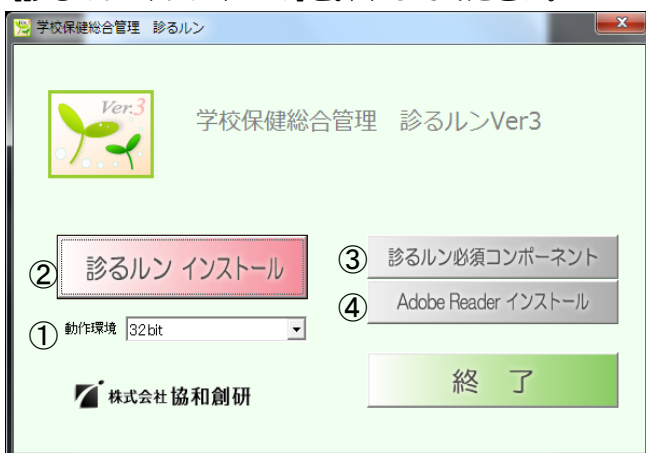 学校保健総合管理 診るルン
Ver.3
学校保健総合管理 診るルンVer3
② 診るルン インストール
① 動作環境 32bit
③ 診るルン必須コンポーネント
④ Adobe Reader インストール
終 了
株式会社 協和創研